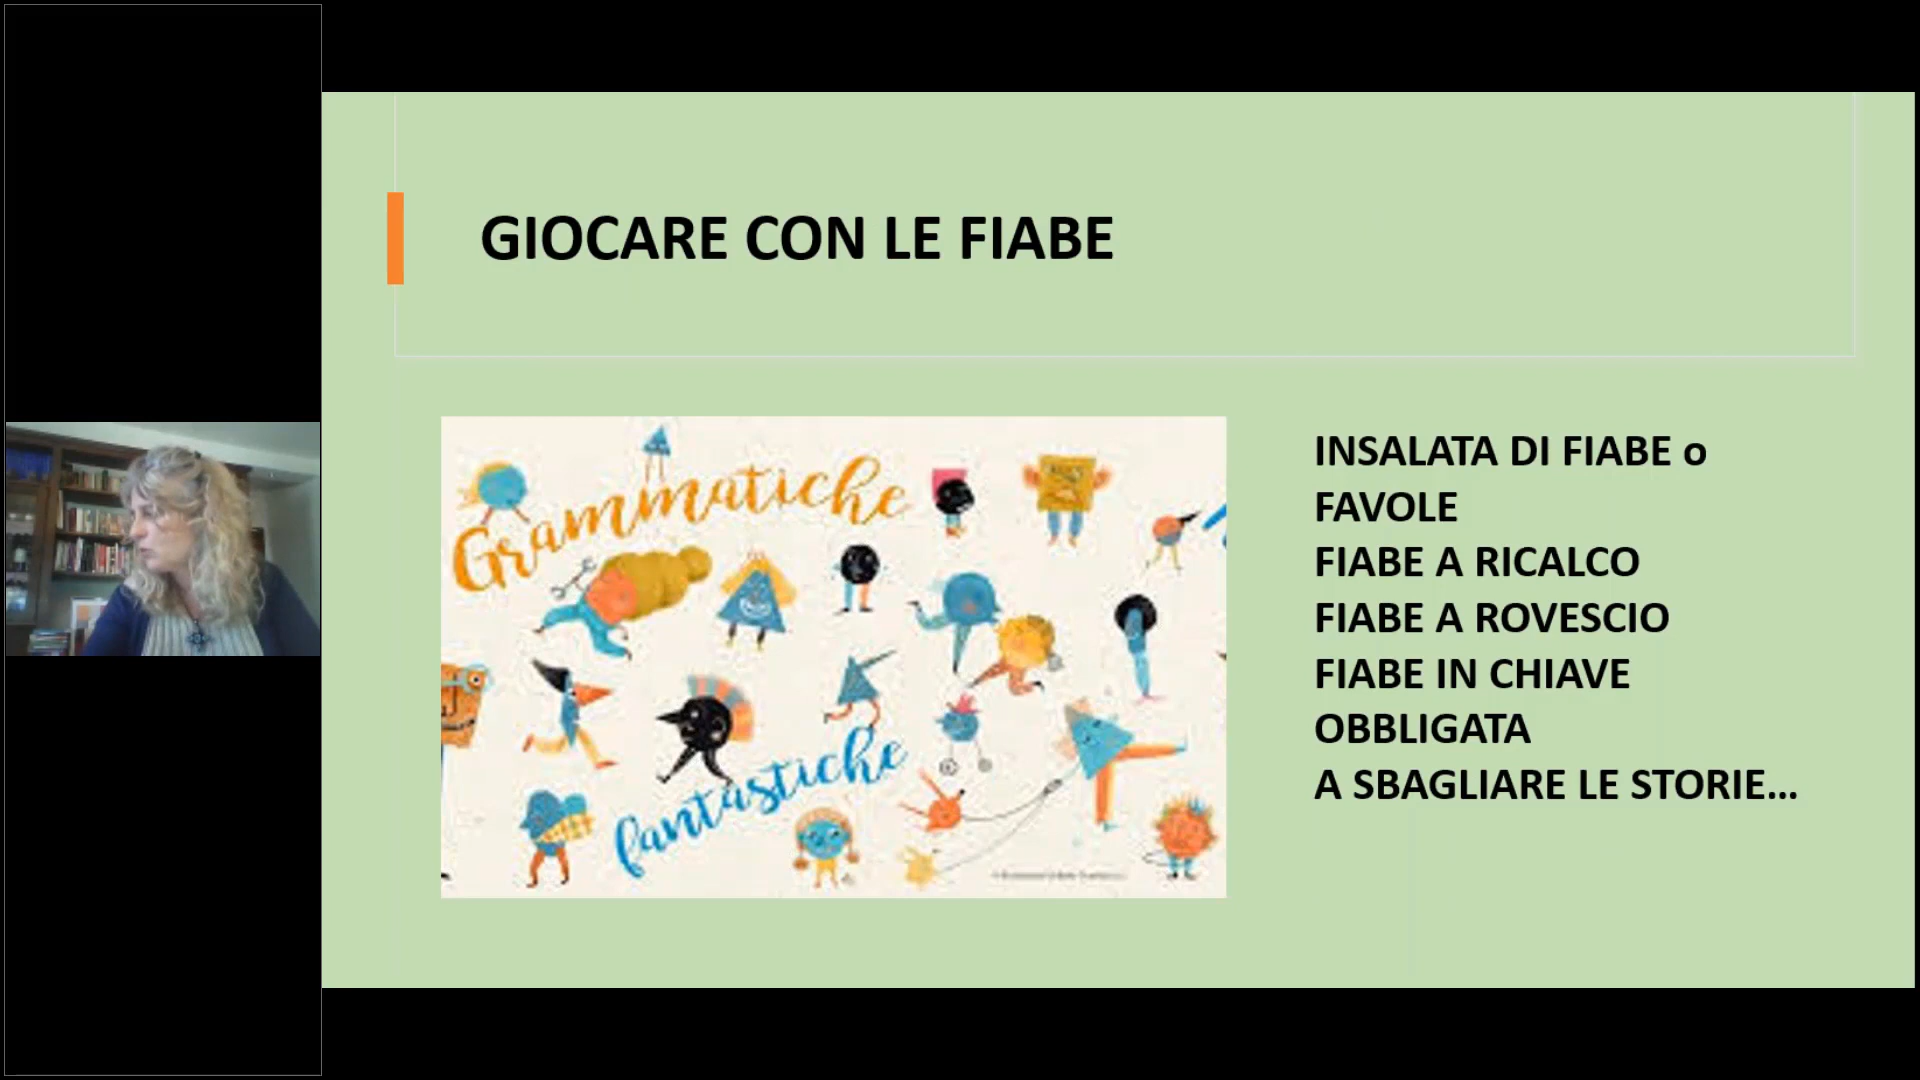 GIOCARE CON LE FIABE
Grammatiche
fantastiche
INSALATA DI FIABE o
FAVOLE
FIABE A RICALCO
FIABE A ROVESCIO
FIABE IN CHIAVE
OBBLIGATA
A SBAGLIARE LE STORIE...